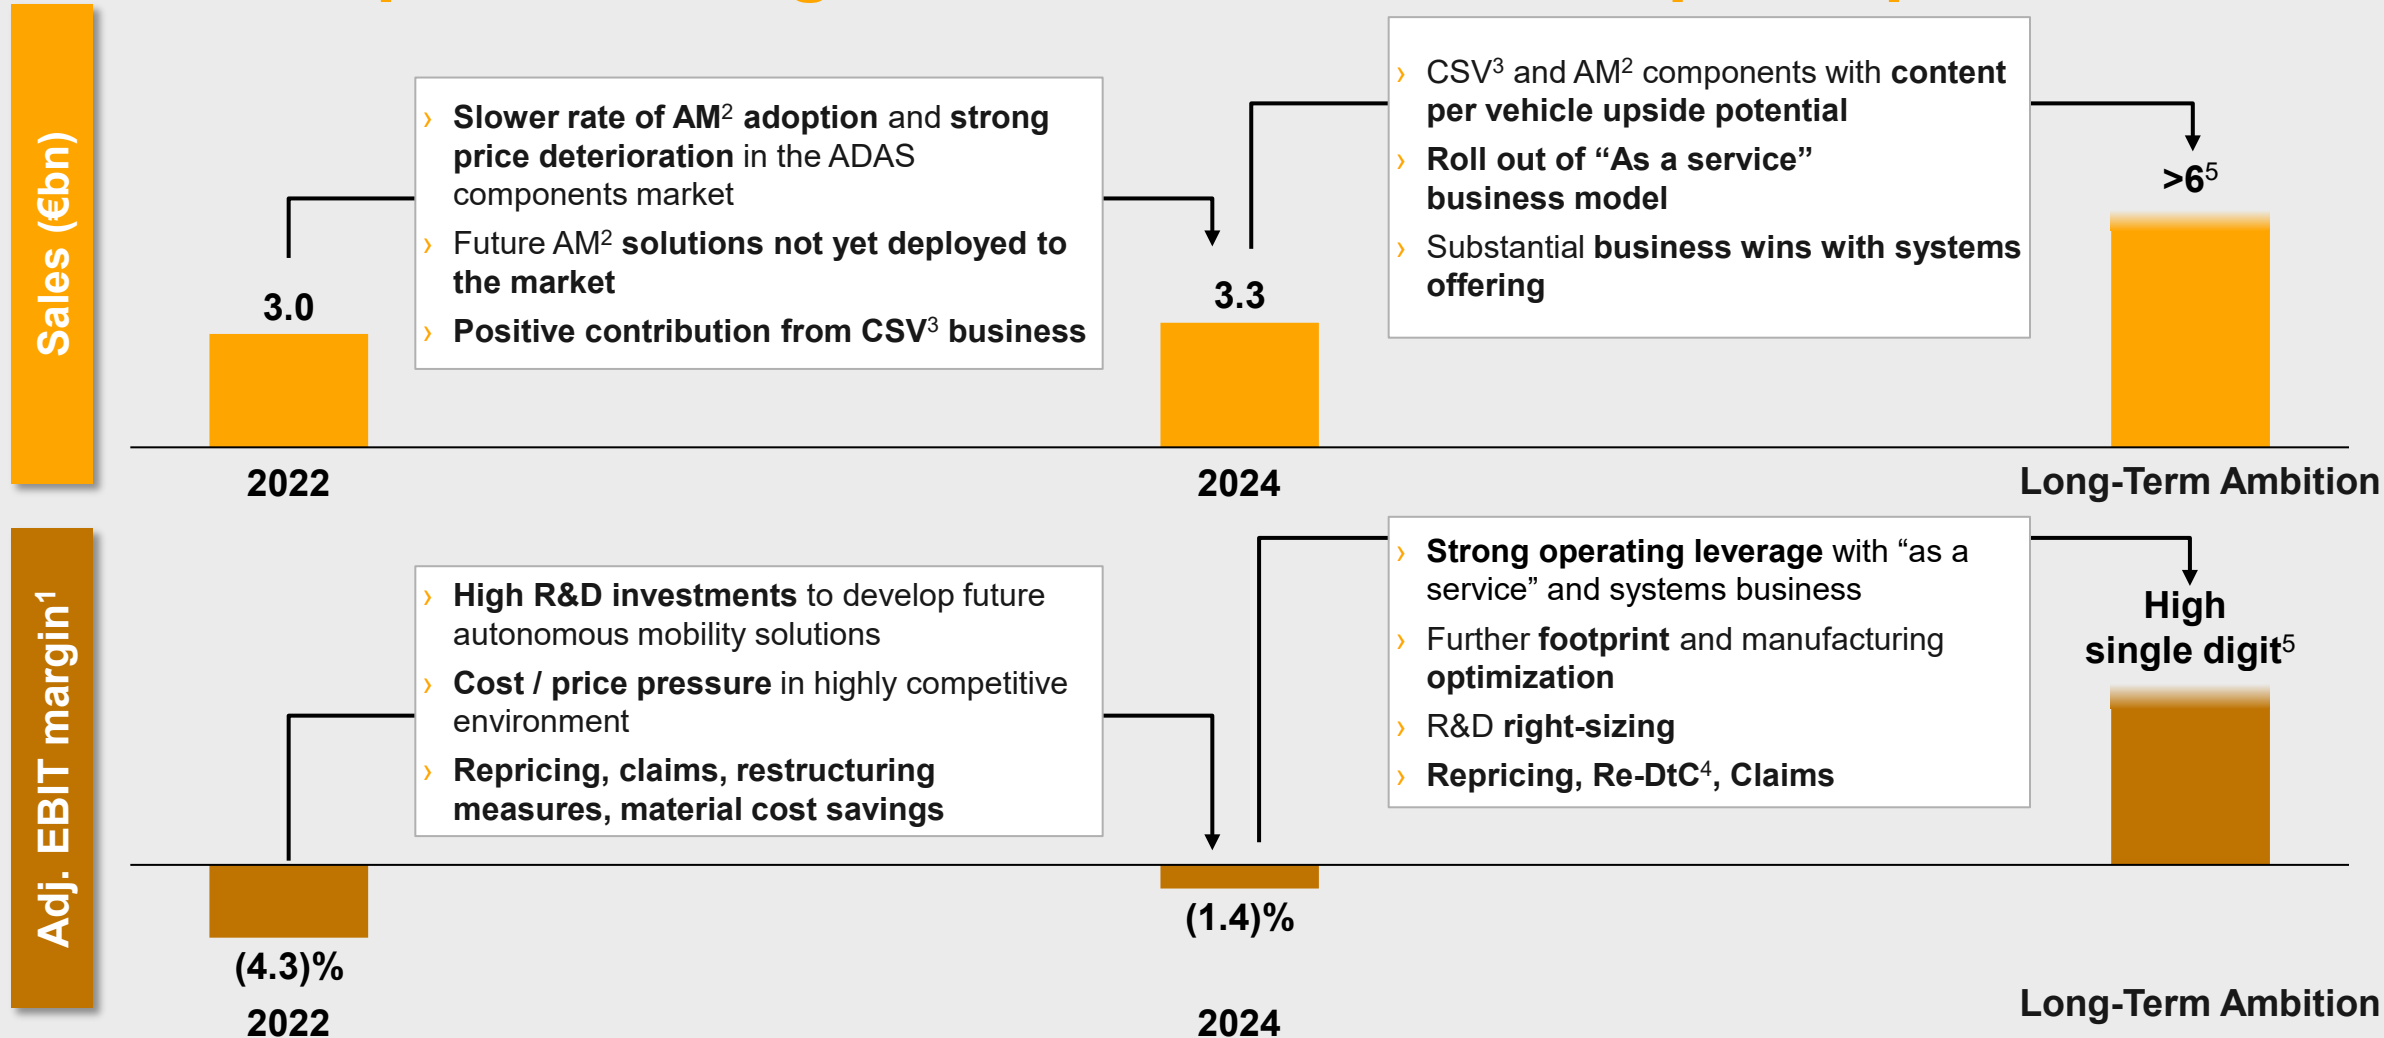 Sales (€bn)
› Slower rate of AM² adoption and strong
price deterioration in the ADAS
components market
› Future AM² solutions not yet deployed to
the market
› Positive contribution from CSV³ business
› CSV³ and AM² components with content
per vehicle upside potential
› Roll out of “As a service”
business model
› Substantial business wins with systems
offering
3.0
3.3
>6⁵
2022
2024
Long-Term Ambition
Adj. EBIT margin¹
› High R&D investments to develop future
autonomous mobility solutions
› Cost / price pressure in highly competitive
environment
› Repricing, claims, restructuring
measures, material cost savings
› Strong operating leverage with “as a
service” and systems business
› Further footprint and manufacturing
optimization
› R&D right-sizing
› Repricing, Re-DtC⁴, Claims
High
single digit⁵
(4.3)%
(1.4)%
2022
2024
Long-Term Ambition